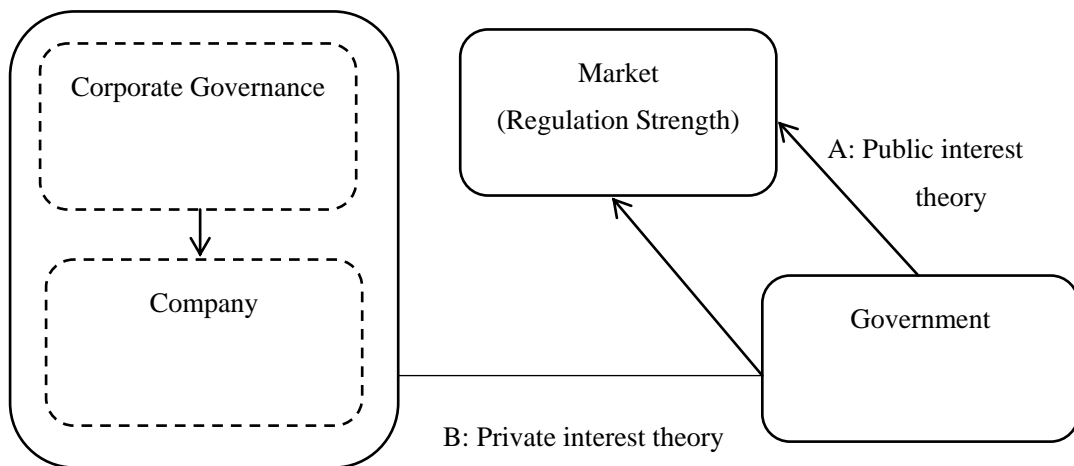 Corporate Governance
Company
Market
(Regulation Strength)
A: Public interest
theory
Government
B: Private interest theory